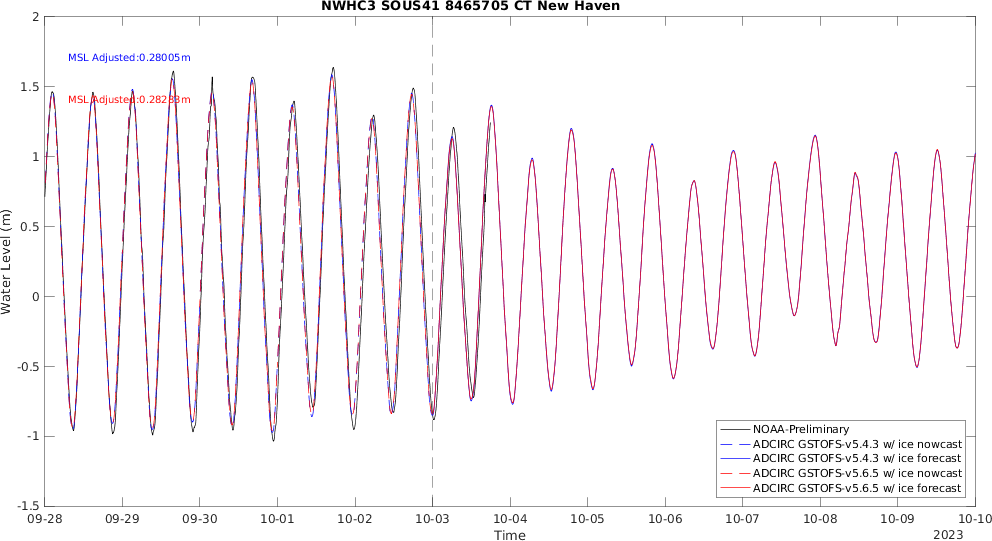 NWHC3 SOUS41 8465705 CT New Haven
MSL Adjusted:0.28005m
MSL Adjusted:0.28233m
Water Level (m)
2
1.5
1
0.5
0
-0.5
-1
-1.5
NOAA-Preliminary
ADCIRC GSTOFS-v5.4.3 w/ ice nowcast
ADCIRC GSTOFS-v5.4.3 w/ ice forecast
ADCIRC GSTOFS-v5.6.5 w/ ice nowcast
ADCIRC GSTOFS-v5.6.5 w/ ice forecast
09-28 09-29 09-30 10-01 10-02 10-03 10-04 10-05 10-06 10-07 10-08 10-09 10-10
Time
2023